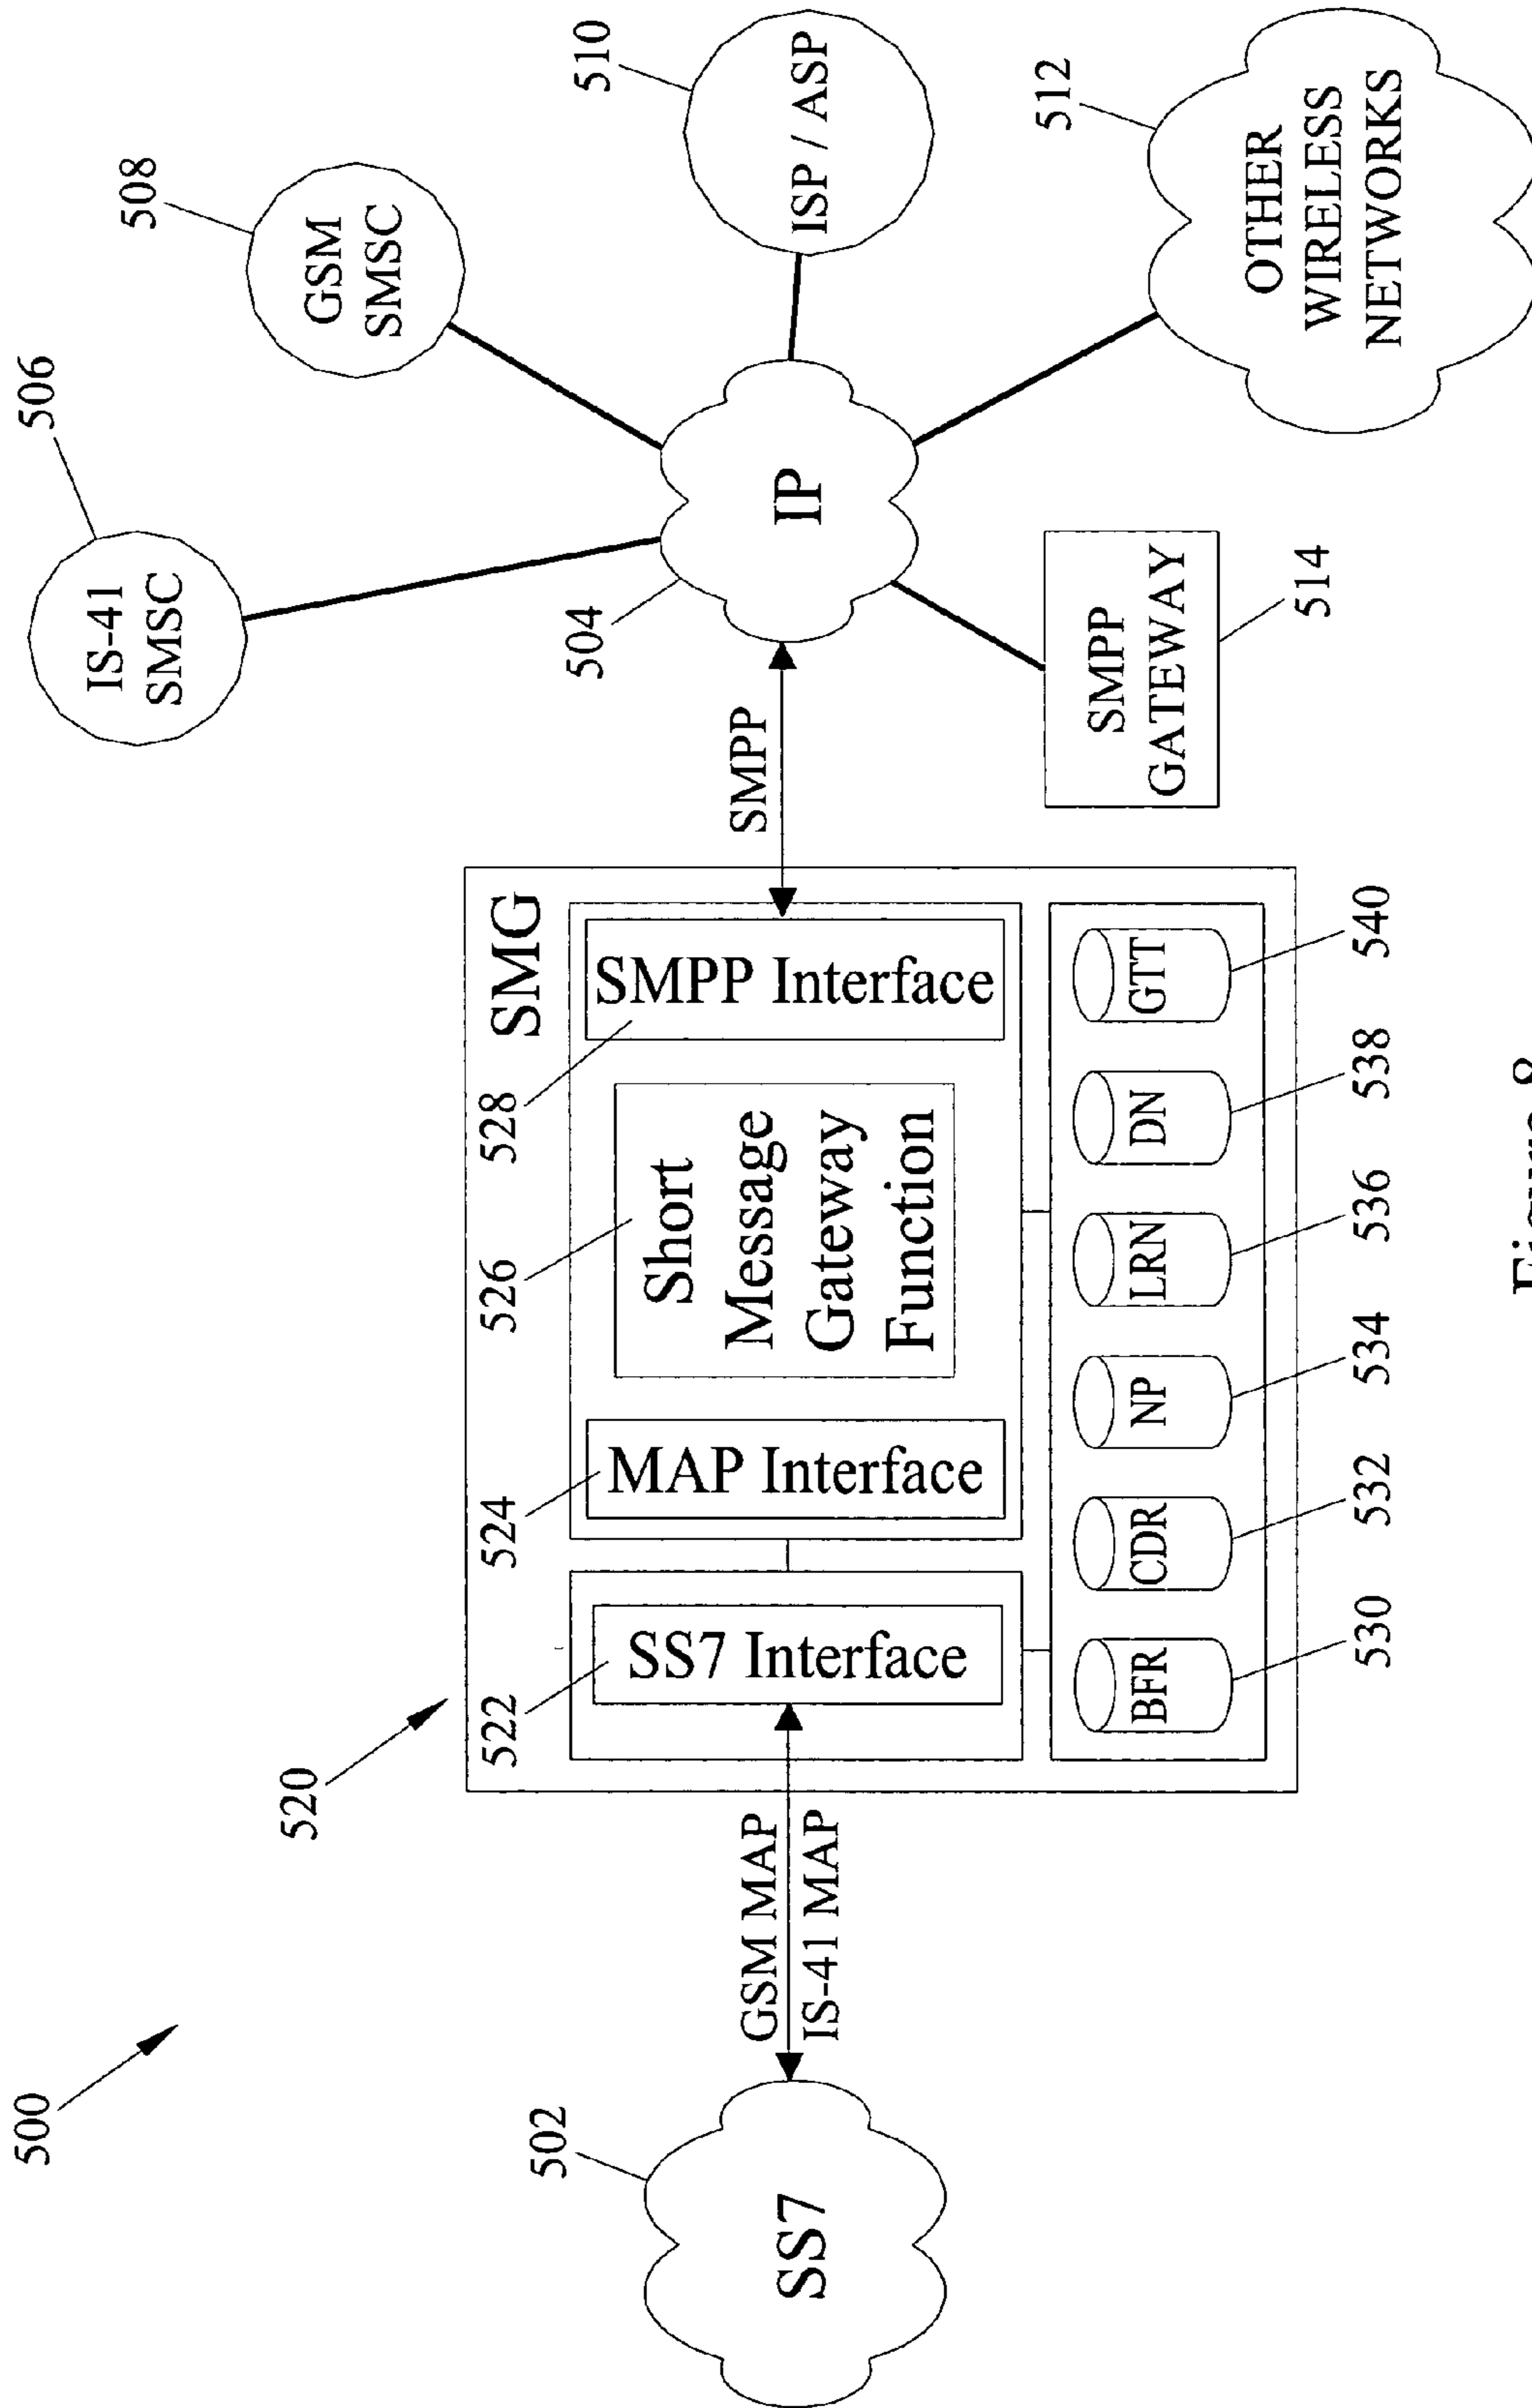 500
502
SS7
GSM MAP
IS-41 MAP
520
SMG
522
SS7 Interface
524
MAP Interface
526
Short
Message
Gateway
Function
528
SMPP Interface
BFR
CDR
NP
LRN
DN
GTT
530
532
534
536
538
540
SMPP
504
IP
506
IS-41
SMSC
508
GSM
SMSC
510
ISP / ASP
512
OTHER
WIRELESS
NETWORKS
SMPP
GATEWAY
514
Figure 8